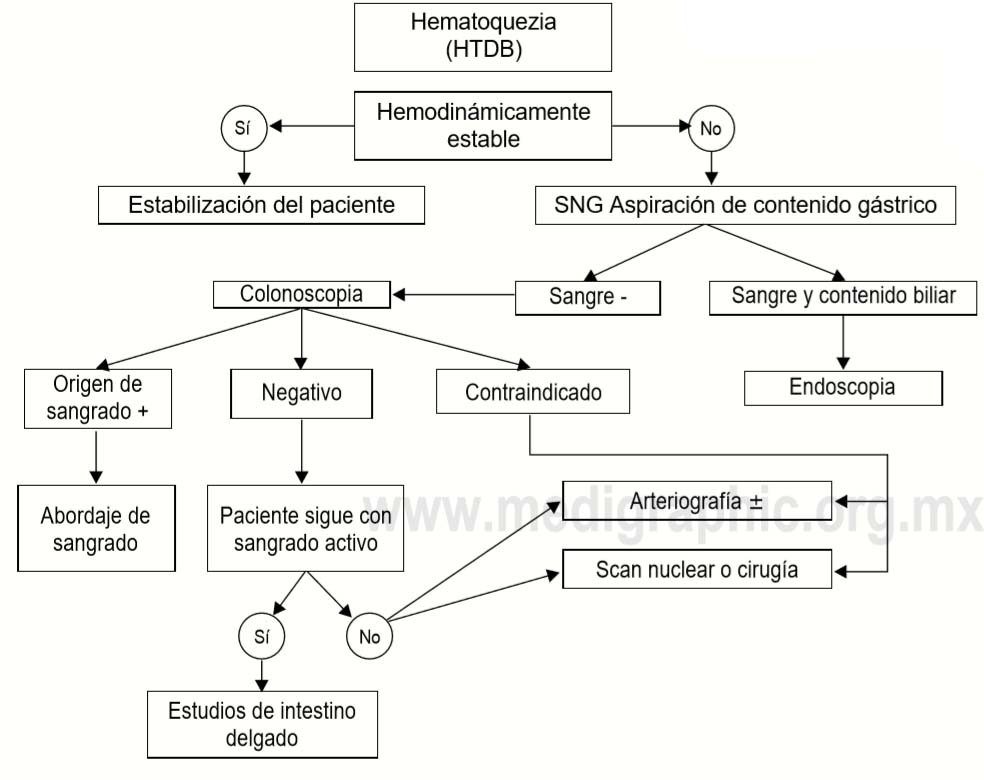 Hematoquezia
(HTDB)
Hemodinámicamente
estable
Sí
No
Estabilización del paciente
SNG Aspiración de contenido gástrico
Colonoscopia
Sangre -
Sangre y contenido biliar
Origen de
sangrado +
Negativo
Contraindicado
Endoscopia
Abordaje de
sangrado
Paciente sigue con
sangrado activo
Arteriografía ±
www.medigraphic.org.mx
Scan nuclear o cirugía
Sí
No
Estudios de intestino
delgado